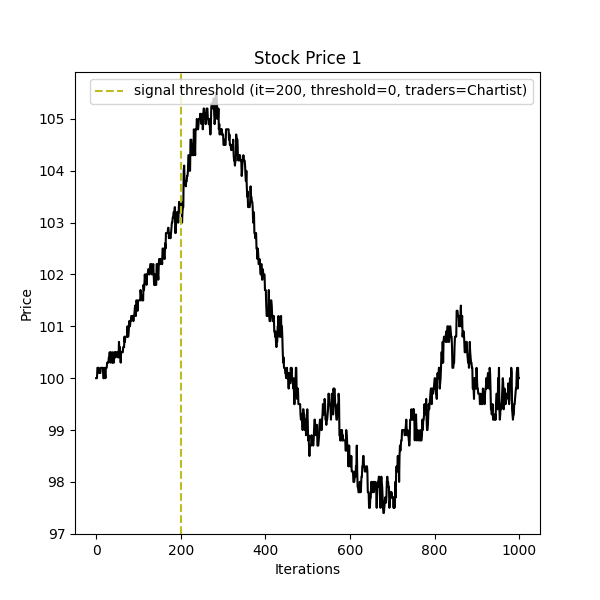 Stock Price 1
signal threshold (it=200, threshold=0, traders=Chartist)
105
104
103
102
101
100
99
98
97
Price
0 200 400 600 800 1000
Iterations